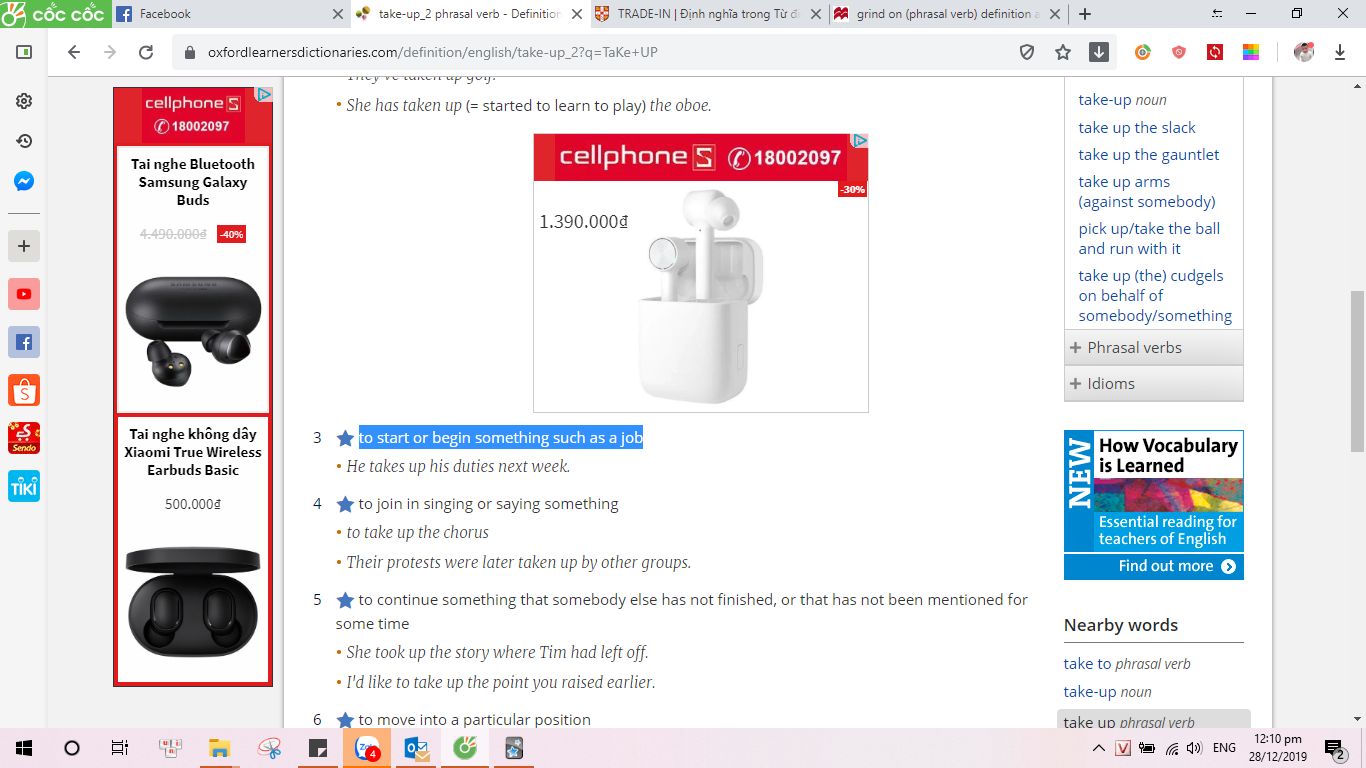 cốc cốc
Facebook
take-up_2 phrasal verb - Definition
TRADE-IN | Định nghĩa trong Từ đi
grind on (phrasal verb) definition a
oxfordlearnersdictionaries.com/definition/english/take-up_2?q=TaKe+UP
They've taken up golf.
• She has taken up (= started to learn to play) the oboe.
cellphone S
18002097
Tai nghe Bluetooth
Samsung Galaxy
Buds
4.490.000₫ -40%
SAMSUNG
Tai nghe không dây
Xiaomi True Wireless
Earbuds Basic
500.000₫
cellphone S 18002097
-30%
1.390.000₫
3 to start or begin something such as a job
• He takes up his duties next week.
4 to join in singing or saying something
• to take up the chorus
• Their protests were later taken up by other groups.
5 to continue something that somebody else has not finished, or that has not been mentioned for
some time
• She took up the story where Tim had left off.
• I'd like to take up the point you raised earlier.
6 to move into a particular position
take-up noun
take up the slack
take up the gauntlet
take up arms
(against somebody)
pick up/take the ball
and run with it
take up (the) cudgels
on behalf of
somebody/something
+ Phrasal verbs
+ Idioms
NEW
How Vocabulary
is Learned
Essential reading for
teachers of English
Find out more
Nearby words
take to phrasal verb
take-up noun
take up phrasal verb
Sendo
TIKI
4
ENG
12:10 pm
28/12/2019
2